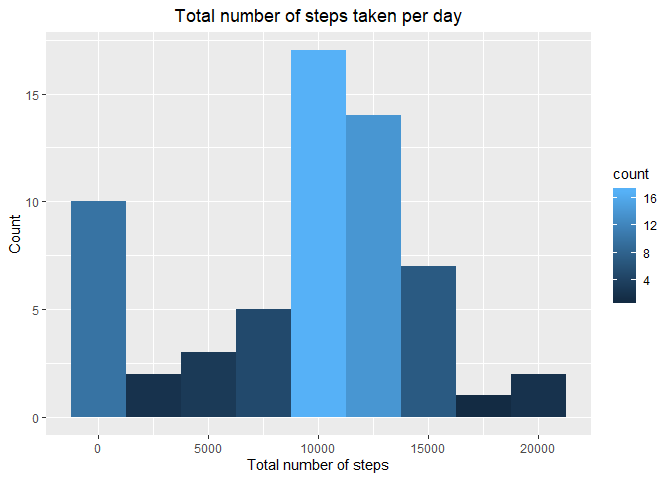 Total number of steps taken per day
Count
15
10
5
0
0 5000 10000 15000 20000
Total number of steps
count
16
12
8
4